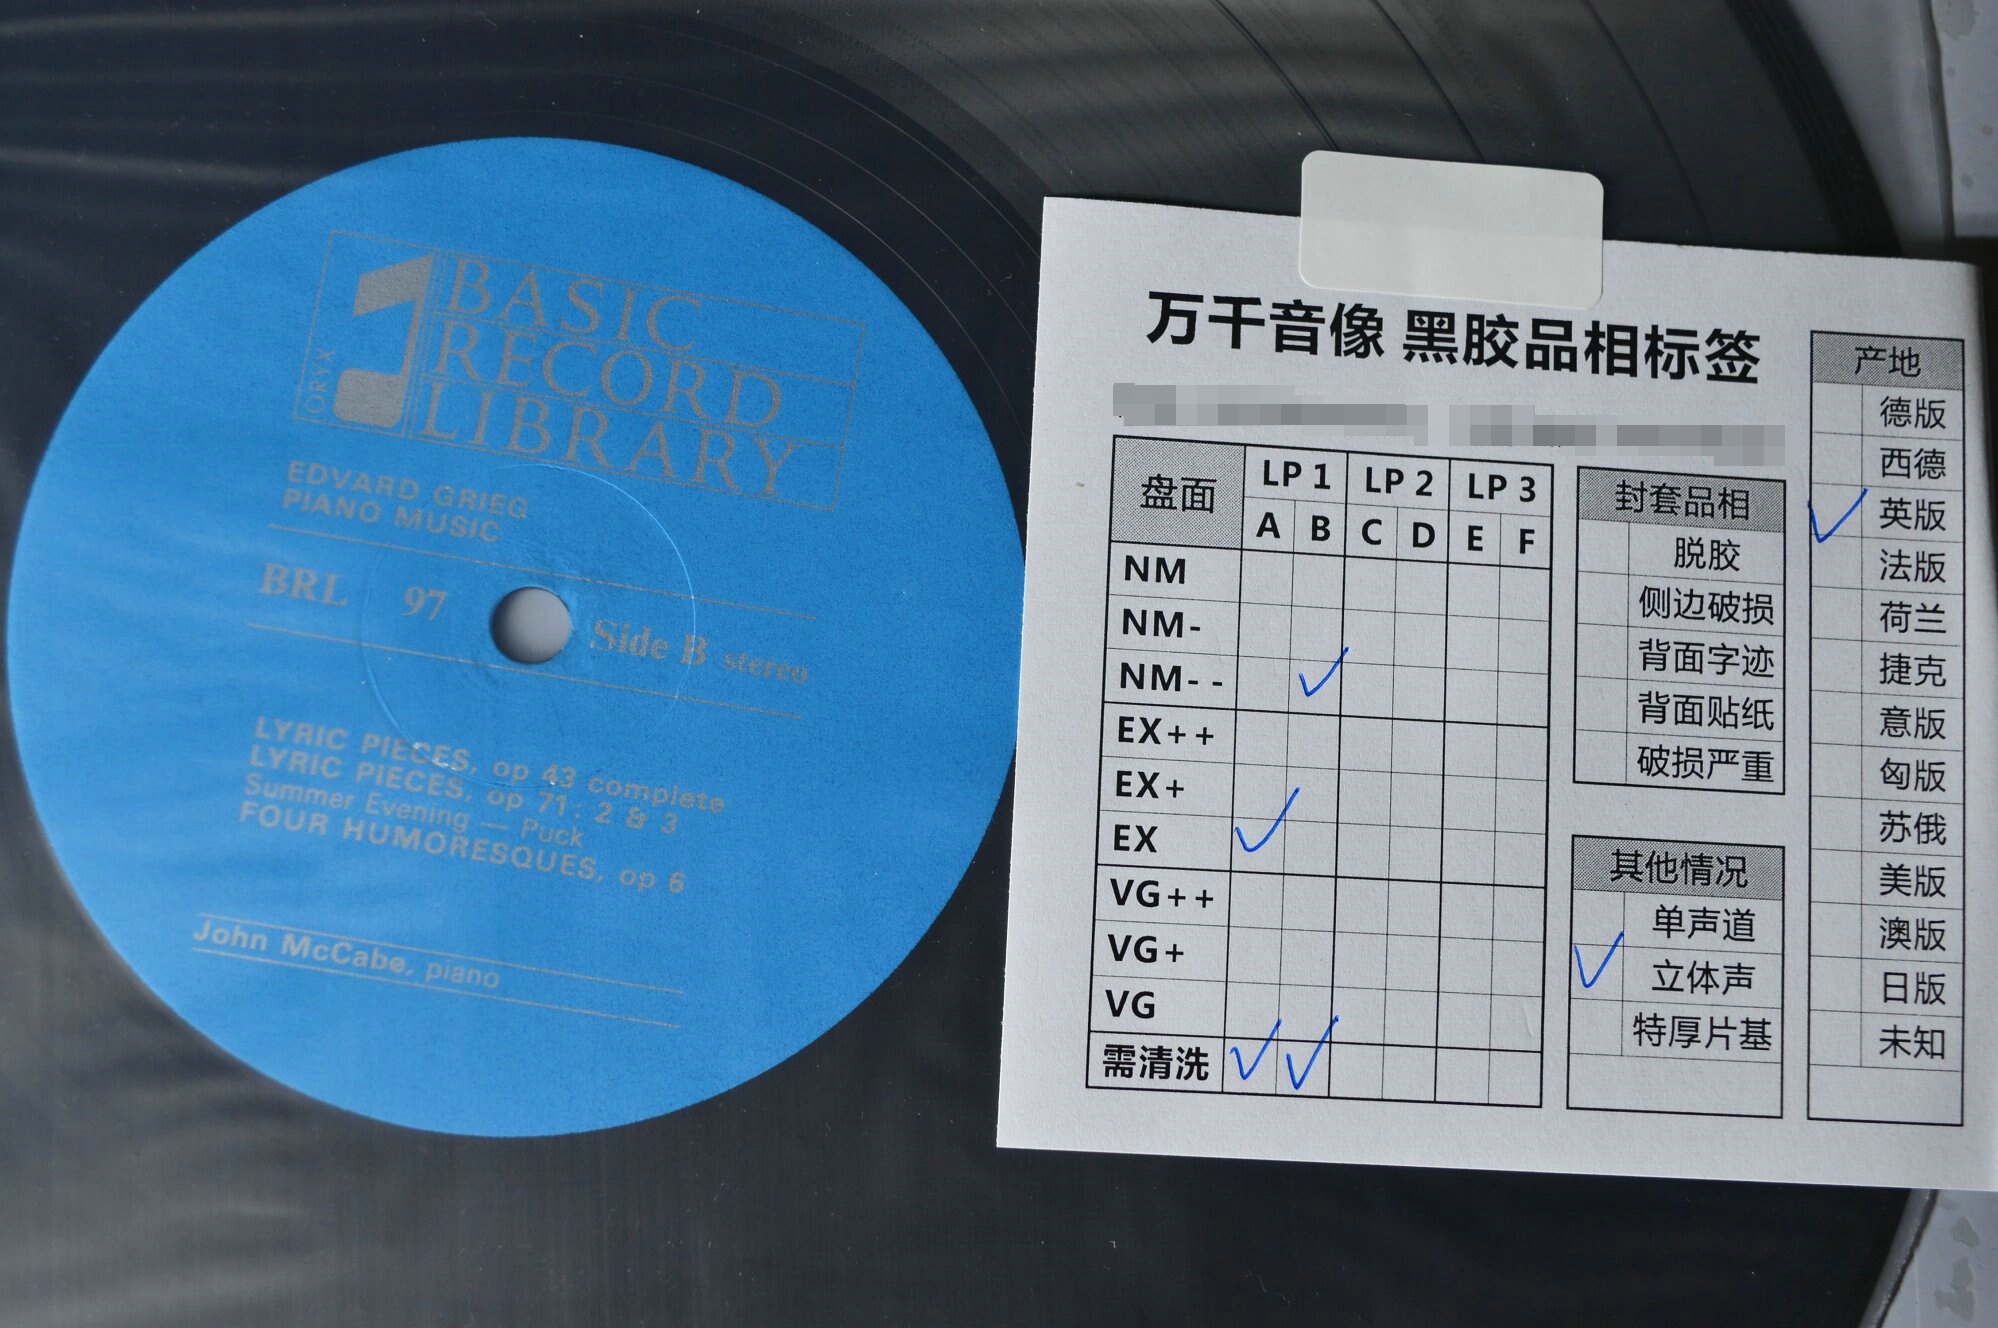 ORYX
BASIC
RECORD
LIBRARY
EDVARD GRIEG
PIANO MUSIC
BRL 97
Side B stereo
LYRIC PIECES, op 43 complete
LYRIC PIECES, op 71: 2 & 3
Summer Evening — Puck
FOUR HUMORESQUES, op 6
John McCabe, piano
万千音像 黑胶品相标签
盘面
LP 1 LP 2 LP 3
A B C D E F
NM
NM-
NM--
EX++
EX+
EX
VG++
VG+
VG
需清洗
封套品相
脱胶
侧边破损
背面字迹
背面贴纸
破损严重
其他情况
单声道
立体声
特厚片基
产地
德版
西德
英版
法版
荷兰
捷克
意版
匈版
苏俄
美版
澳版
日版
未知